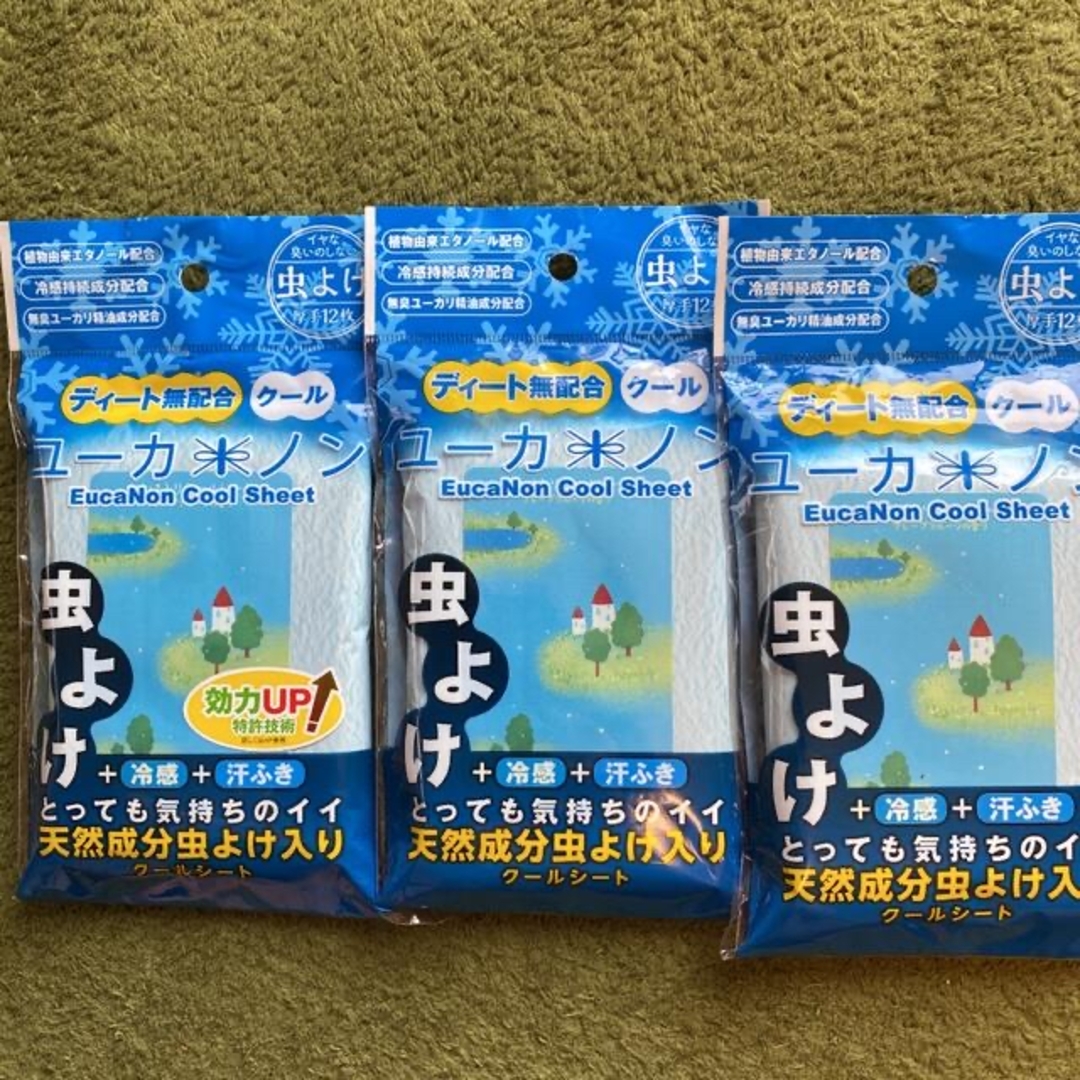 植物由来エタノール配合
冷感持続成分配合
無臭ユーカリ精油成分配合
イヤな
臭いのしない
虫よけ
厚手12枚
ディート無配合 クール
ユーカノン
EucaNon Cool Sheet
虫よけ
効力UP!
特許技術
+冷感+汗ふき
とっても気持ちのイイ
天然成分虫よけ入り
クールシート
植物由来エタノール配合
冷感持続成分配合
無臭ユーカリ精油成分配合
イヤな
臭いのしな
虫よ
厚手12
ディート無配合 クール
ユーカノン
EucaNon Cool Sheet
虫よけ
+冷感+汗ふき
とっても気持ちのイイ
天然成分虫よけ入り
クールシート
植物由来エタノール配合
冷感持続成分配合
無臭ユーカリ精油成分配合
イヤな
臭いのしな
虫よ
厚手12
ディート無配合 クール
ユーカノン
EucaNon Cool Sheet
虫よけ
+冷感+汗ふき
とっても気持ちのイ
天然成分虫よけ入
クールシート